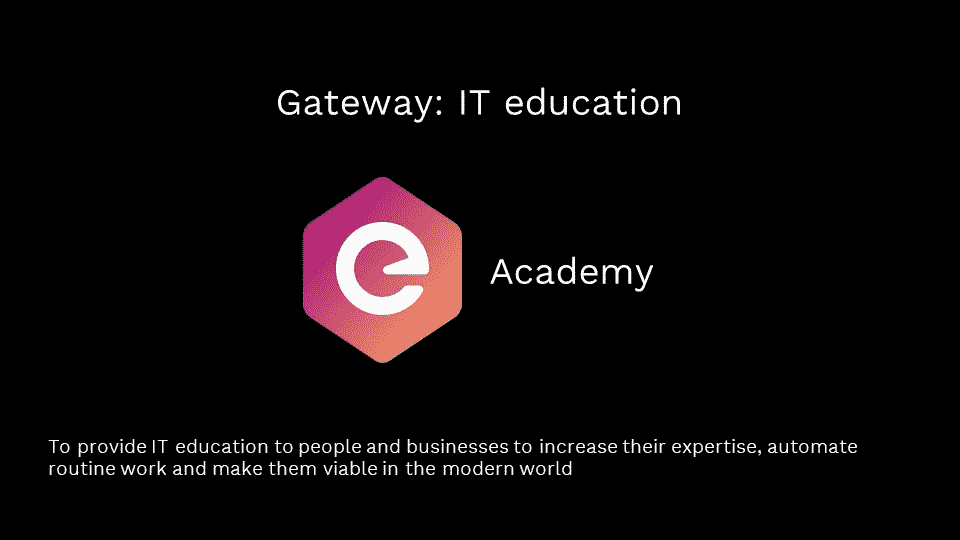 Gateway: IT education
e
Academy
To provide IT education to people and businesses to increase their expertise, automate
routine work and make them viable in the modern world